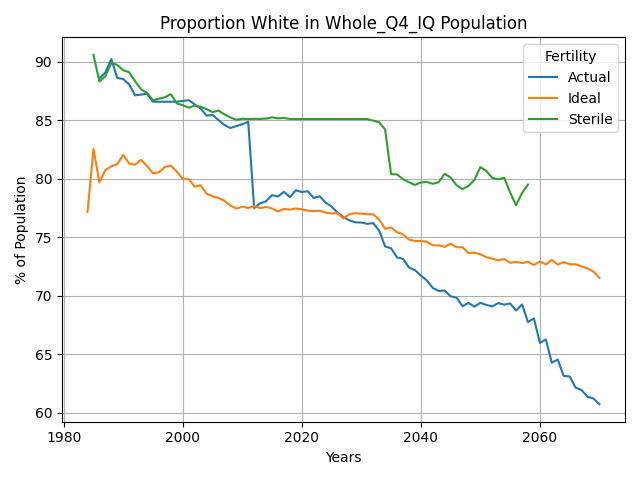 Proportion White in Whole_Q4_IQ Population
% of Population
90
85
80
75
70
65
60
1980
2000
2020
2040
2060
Years
Fertility
Actual
Ideal
Sterile